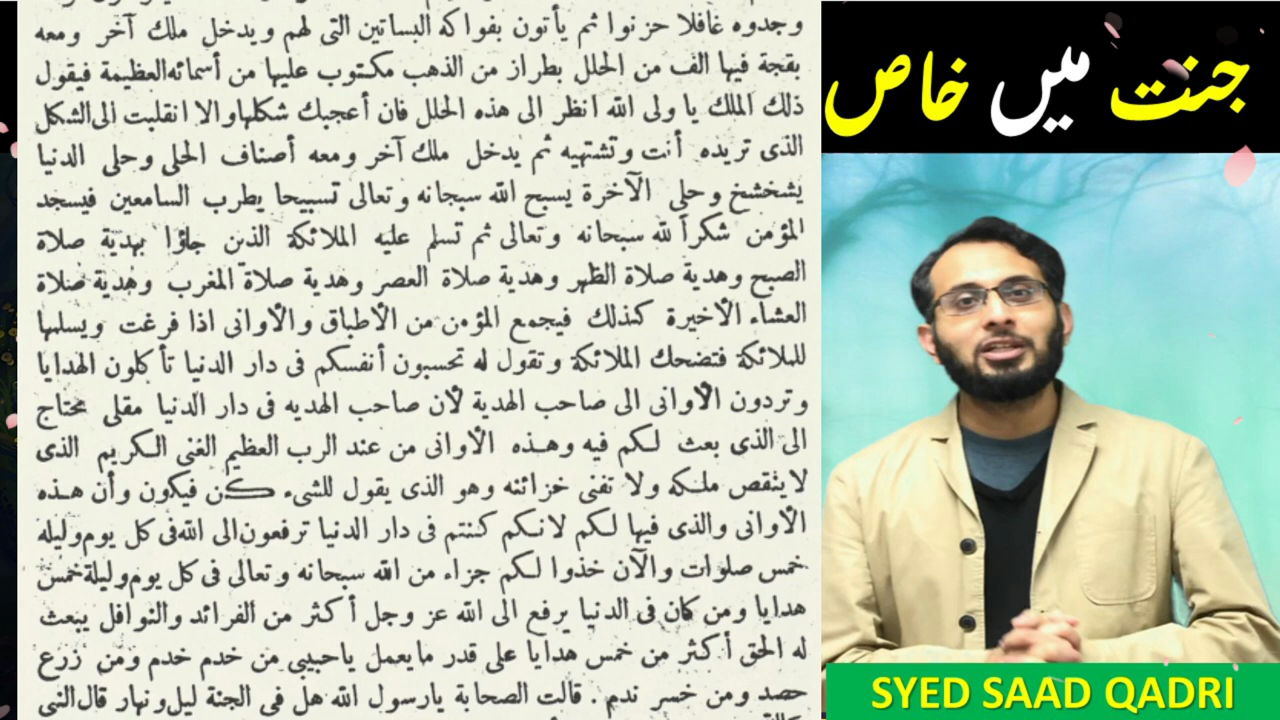 وجدوه غافلا حزنوا ثم يأتون بفواكه البساتين التى لهم ويدخل ملك آخر ومعه
بقجة فيها الف من الحلل بطراز من الذهب مكتوب عليها من أسمائه العظيمة فيقول
ذلك الملك يا ولى الله انظر الى هذه الحلل فان أعجبك شكلها والا انقلبت الى الشكل
الذى تريده أنت وتشتهيه ثم يدخل ملك آخر ومعه أصناف الحلى وحلى الدنيا
يشخشخ وحلى الآخرة يسبح الله سبحانه وتعالى تسبيحا يطرب السامعين فيسجد
المؤمن شكرا لله سبحانه وتعالى ثم تسلم عليه الملائكة الذين جاؤا بهدية صلاة
الصبح وهدية صلاة الظهر وهدية صلاة العصر وهدية صلاة المغرب وهدية صلاة
العشاء الأخيرة كذلك فيجمع المؤمن من الأطباق والأوانى اذا فرغت ويسلمها
للملائكة فتضحك الملائكة وتقول له تحسبون أنفسكم فى دار الدنيا تأكلون الهدايا
وتردون الأوانى الى صاحب الهدية لأن صاحب الهديه فى دار الدنيا مقلى محتاج
الى الذى بعث لكم فيه وهذه الأوانى من عند الرب العظيم الغنى الكريم الذى
لا ينقص ملكه ولا تفنى خزائنه وهو الذى يقول للشىء كن فيكون وأن هذه
الأوانى والذى فيها لكم لانكم كنتم فى دار الدنيا ترفعون الى الله فى كل يوم وليله
خمس صلوات والآن خذوا لكم جزاء من الله سبحانه وتعالى فى كل يوم وليلة خمس
هدايا ومن كان فى الدنيا يرفع الى الله عز وجل أكثر من الفرائد والنوافل يبعث
له الحق أكثر من خمس هدايا على قدر ما يعمل ياحبيبى من خدم خدم ومن زرع
حصد ومن خسر ندم . قالت الصحابة يارسول الله هل فى الجنة ليل ونهار قال النبى
جنت میں خاص
SYED SAAD QADRI